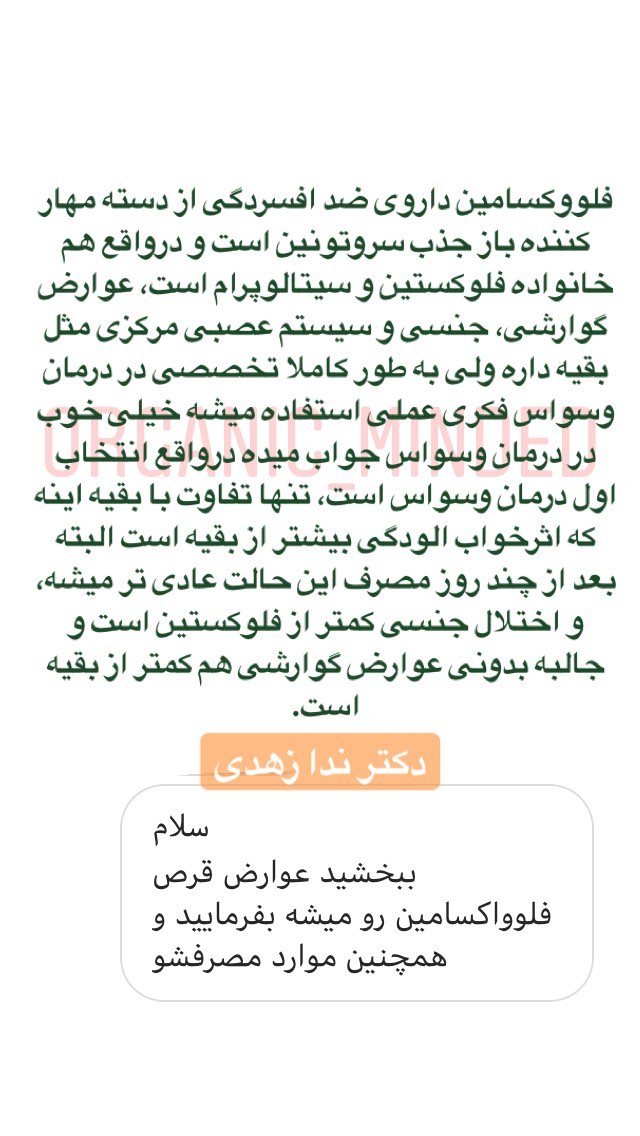 فلووکسامین داروی ضد افسردگی از دسته مهار
کننده باز جذب سروتونین است و درواقع هم
خانواده فلوکستین و سیتالوپرام است، عوارض
گوارشی، جنسی و سیستم عصبی مرکزی مثل
بقیه داره ولی به طور کاملا تخصصی در درمان
وسواس فکری عملی استفاده میشه خیلی خوب
در درمان وسواس جواب میده درواقع انتخاب
ORGANIC_MINDED
اول درمان وسواس است، تنها تفاوت با بقیه اینه
که اثرخواب الودگی بیشتر از بقیه است البته
بعد از چند روز مصرف این حالت عادی تر میشه،
و اختلال جنسی کمتر از فلوکستین است و
جالبه بدونی عوارض گوارشی هم کمتر از بقیه
است.
دکتر ندا زهدی
سلام
ببخشید عوارض قرص
فلوواکسامین رو میشه بفرمایید و
همچنین موارد مصرفشو